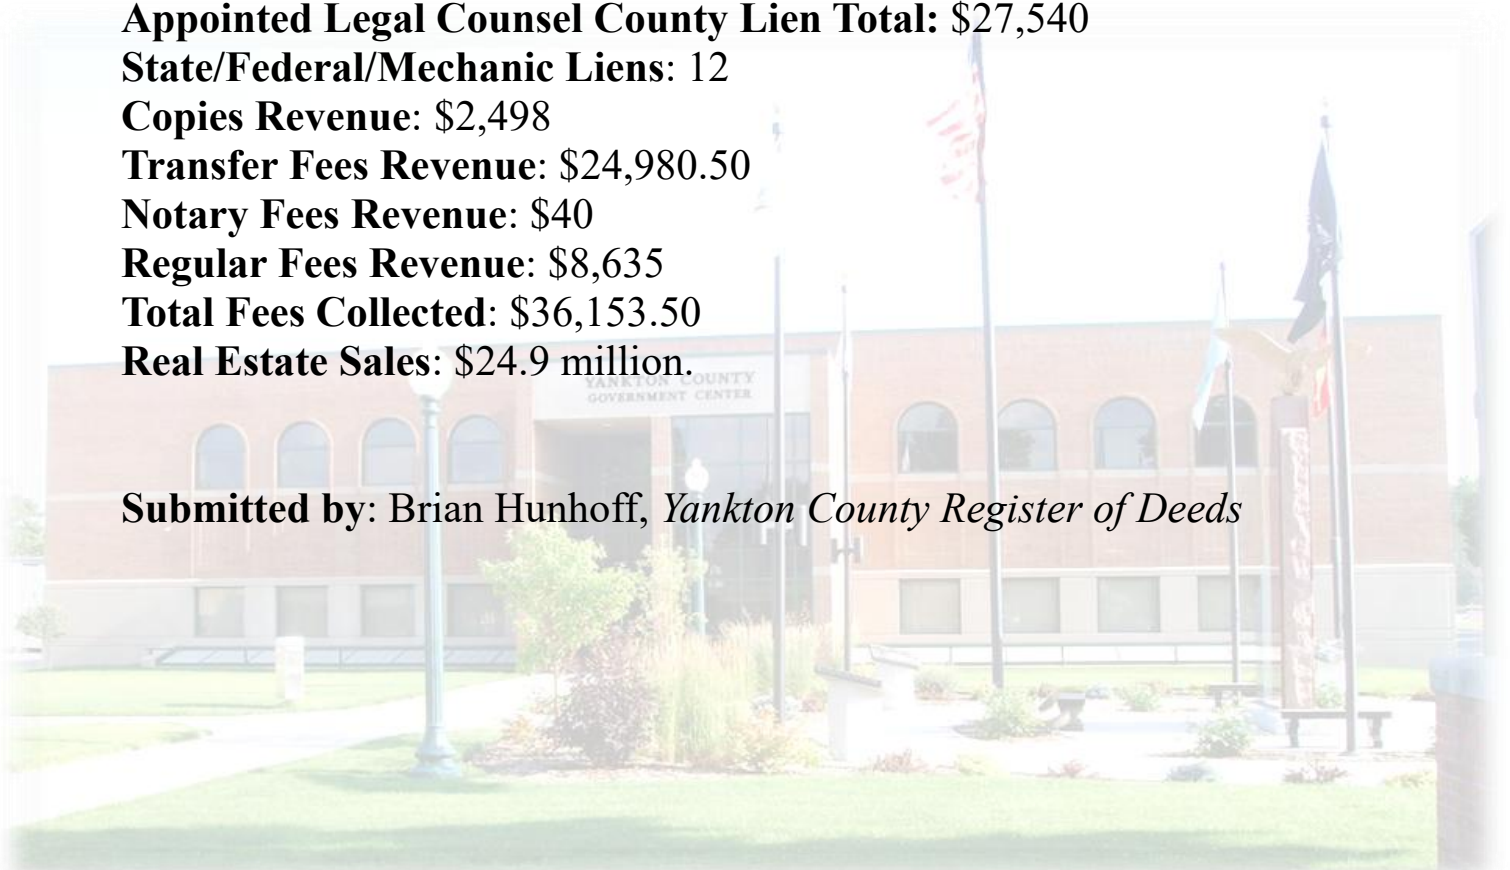 Appointed Legal Counsel County Lien Total: $27,540
State/Federal/Mechanic Liens: 12
Copies Revenue: $2,498
Transfer Fees Revenue: $24,980.50
Notary Fees Revenue: $40
Regular Fees Revenue: $8,635
Total Fees Collected: $36,153.50
Real Estate Sales: $24.9 million.
YANKTON COUNTY
GOVERNMENT CENTER
Submitted by: Brian Hunhoff, Yankton County Register of Deeds